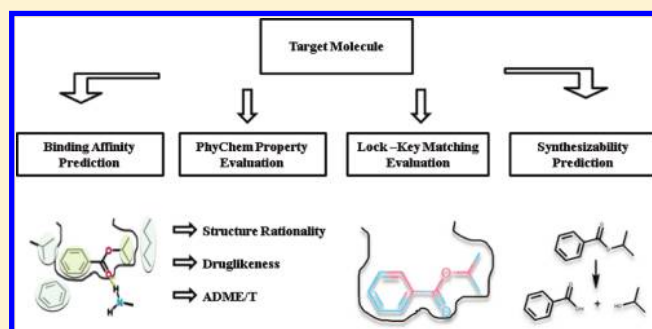 Target Molecule
Binding Affinity
Prediction
PhyChem Property
Evaluation
Lock –Key Matching
Evaluation
Synthesizability
Prediction
Structure Rationality
Druglikeness
ADME/T